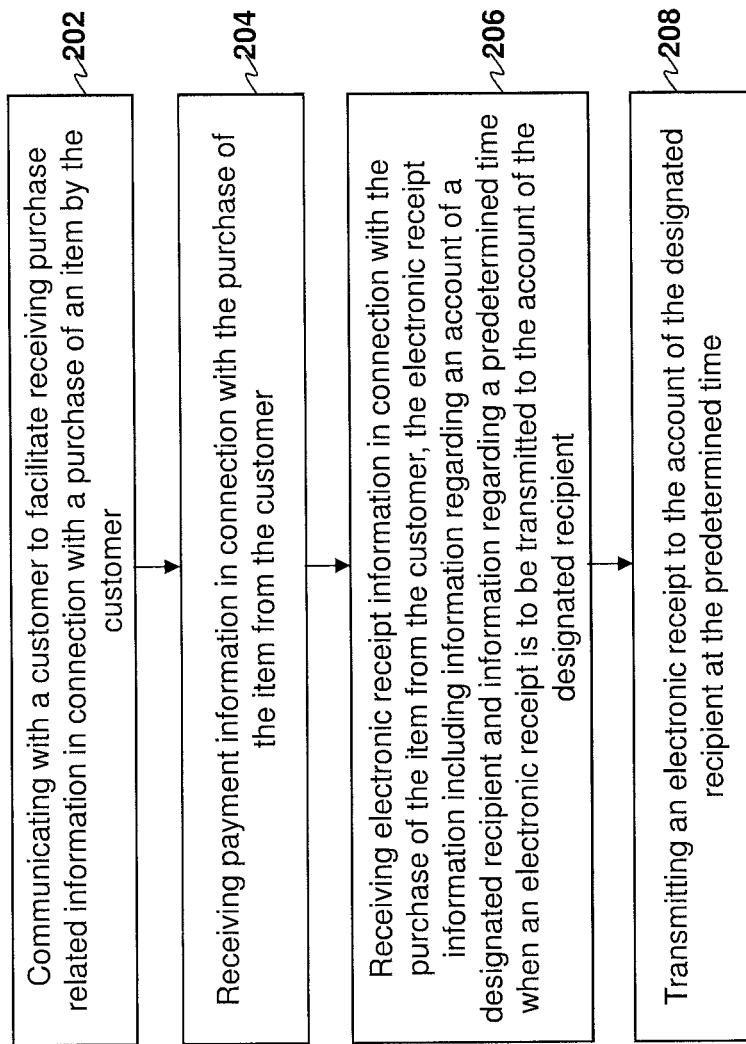 Communicating with a customer to facilitate receiving purchase
related information in connection with a purchase of an item by the
customer
202
Receiving payment information in connection with the purchase of
the item from the customer
204
Receiving electronic receipt information in connection with the
purchase of the item from the customer, the electronic receipt
information including information regarding an account of a
designated recipient and information regarding a predetermined time
when an electronic receipt is to be transmitted to the account of the
designated recipient
206
Transmitting an electronic receipt to the account of the designated
recipient at the predetermined time
208